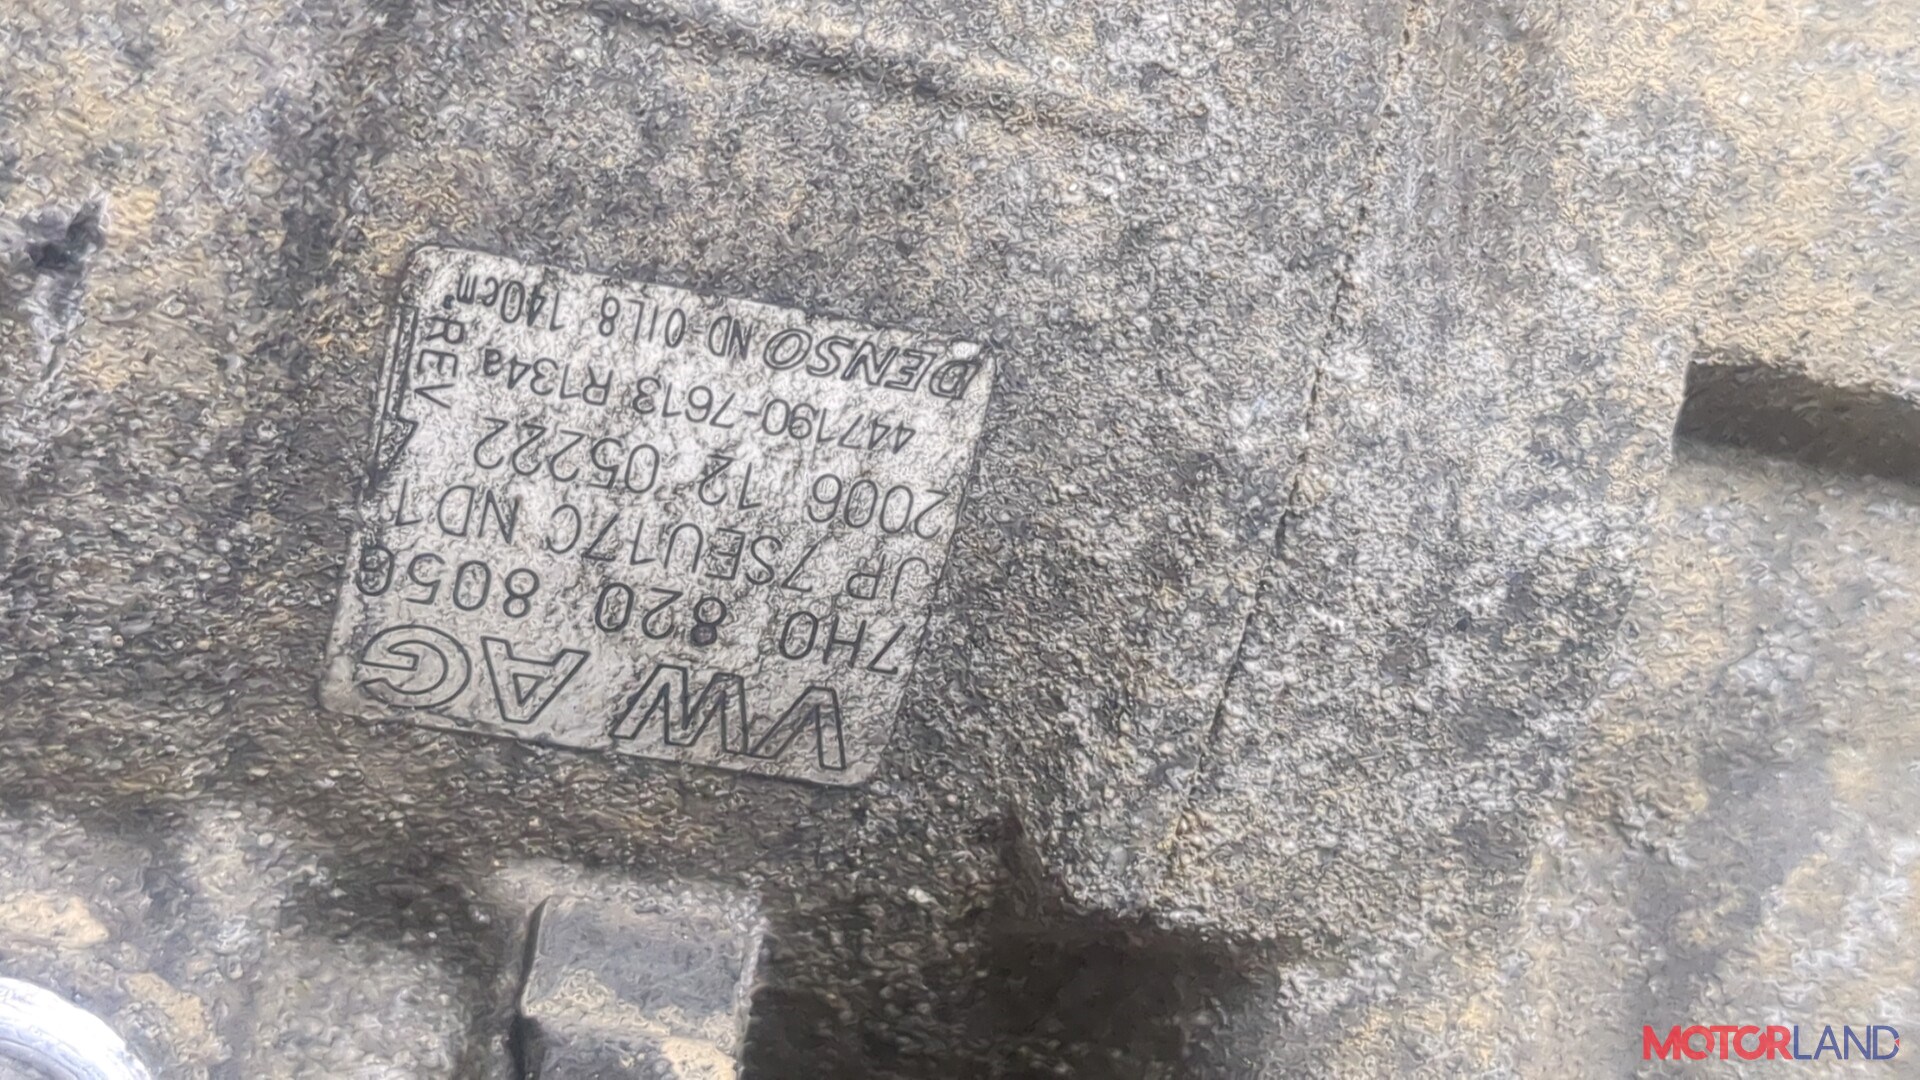 VW AG
7H0 820 805G
JP 7SEU17C ND1
2006 12 05222 4
447190-7613 R134a REV
DENSO ND-OIL8 140cm³
MOTORLAND